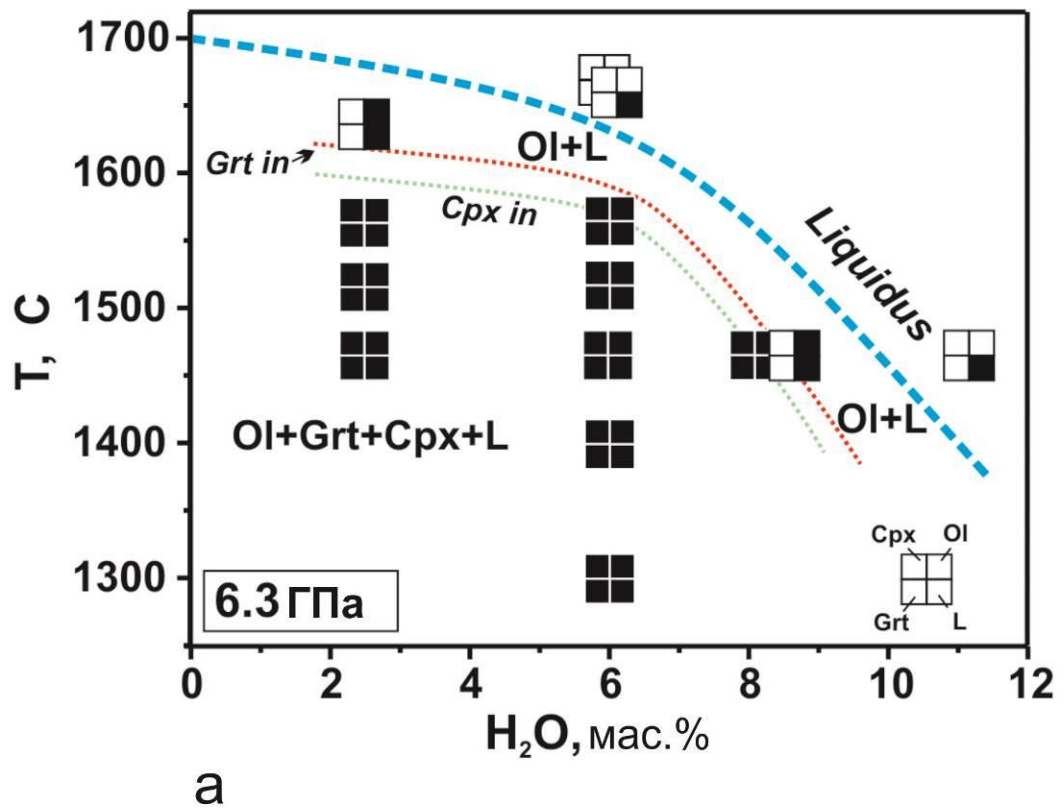 1700
1600
1500
1400
1300
T, C
Ol+L
Grt in
Cpx in
Liquidus
Ol+Grt+Cpx+L
Ol+L
Cpx Ol
Grt L
6.3 ГПа
0 2 4 6 8 10 12
H₂O, мас.%
а